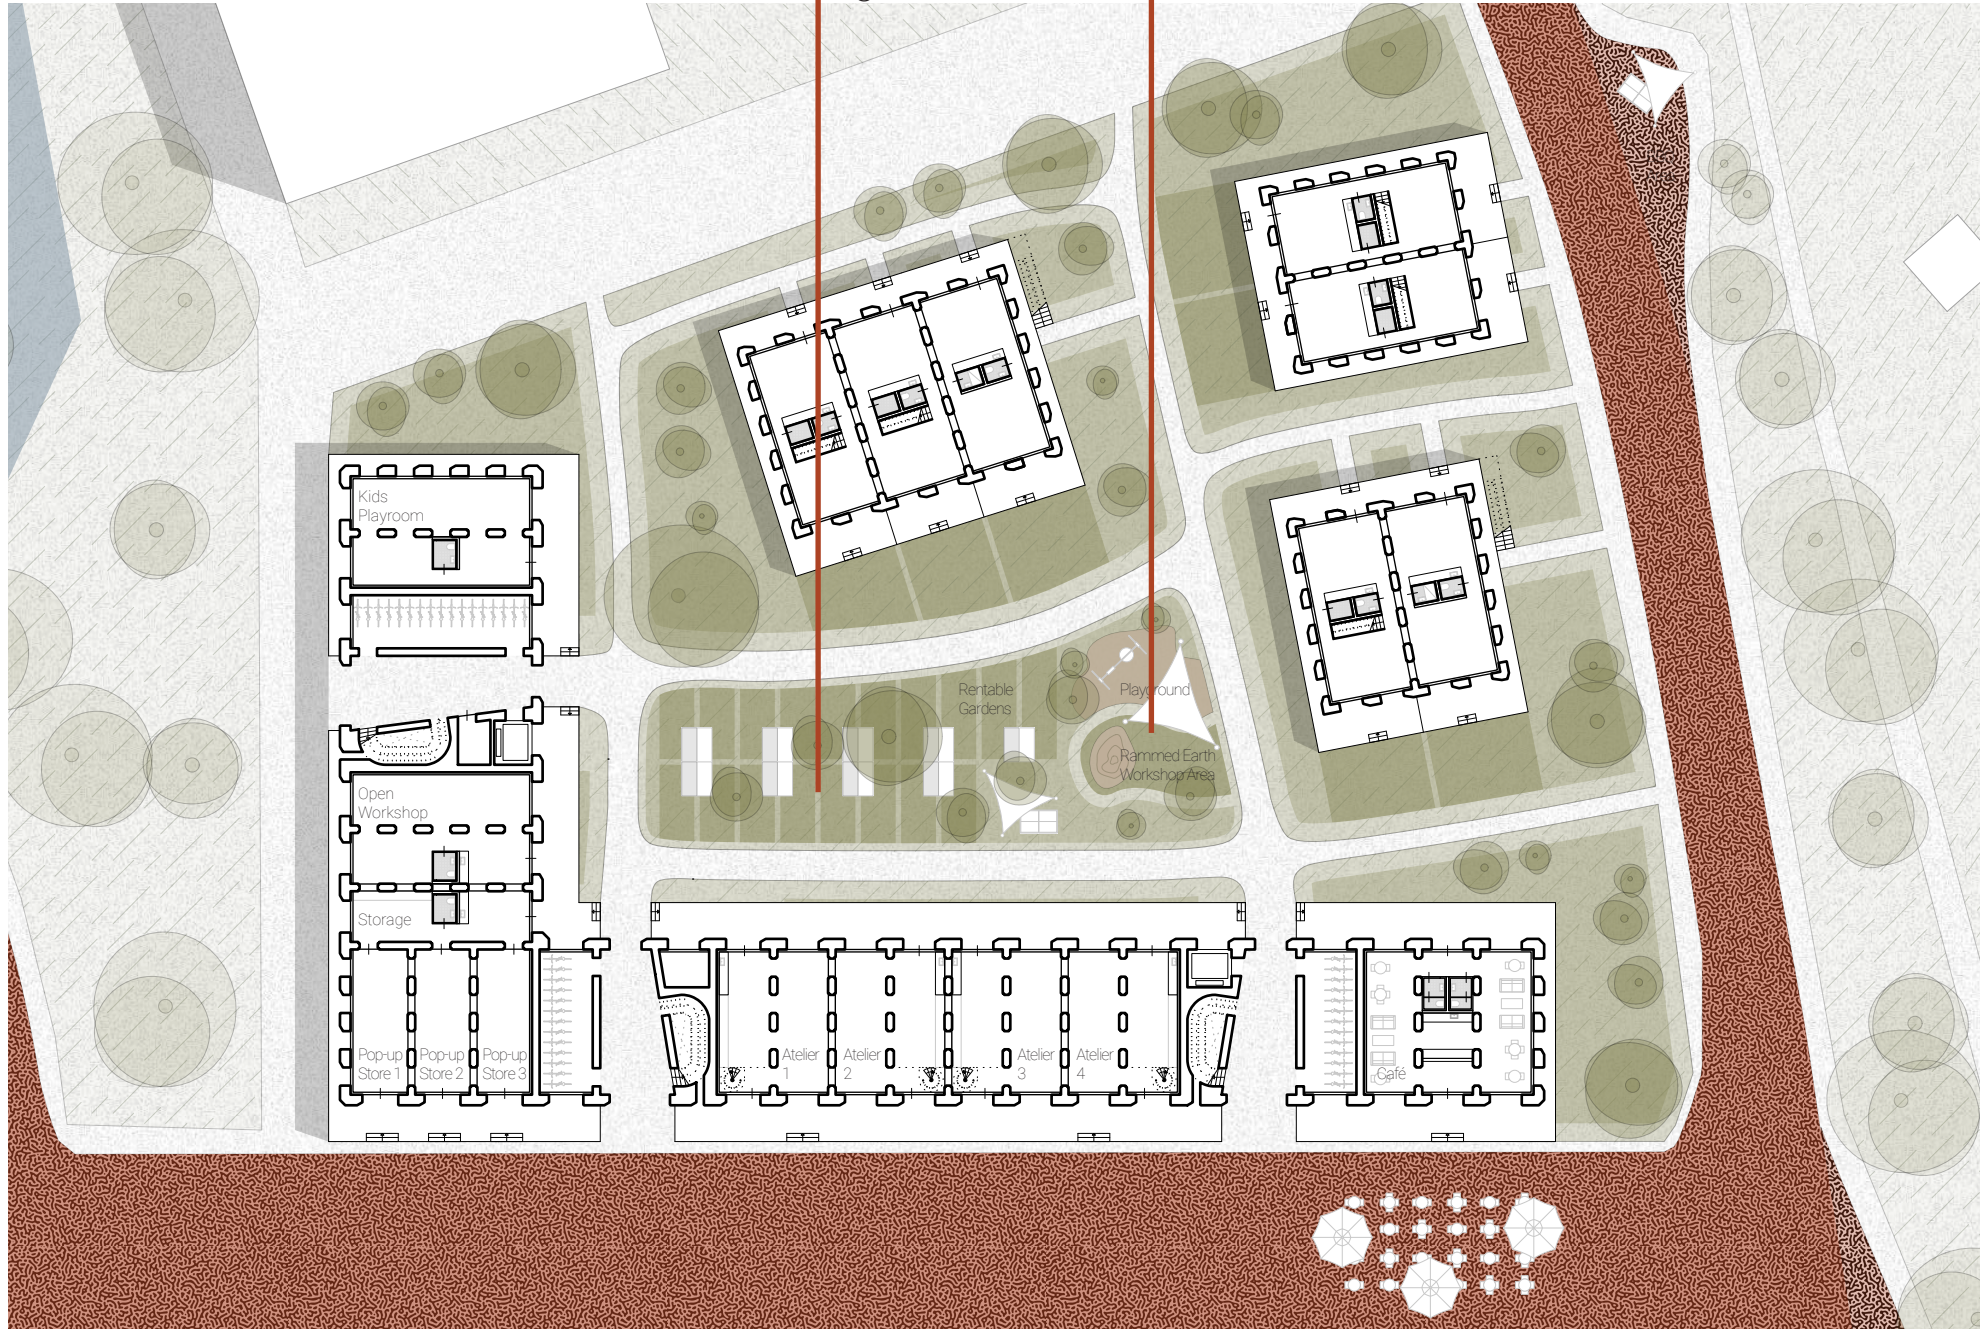 Kids
Playroom
Rentable
Gardens
Playground
Rammed Earth
Workshop Area
Open
Workshop
Storage
Pop-up
Store 1
Pop-up
Store 2
Pop-up
Store 3
Atelier
1
Atelier
2
Atelier
3
Atelier
4
Café